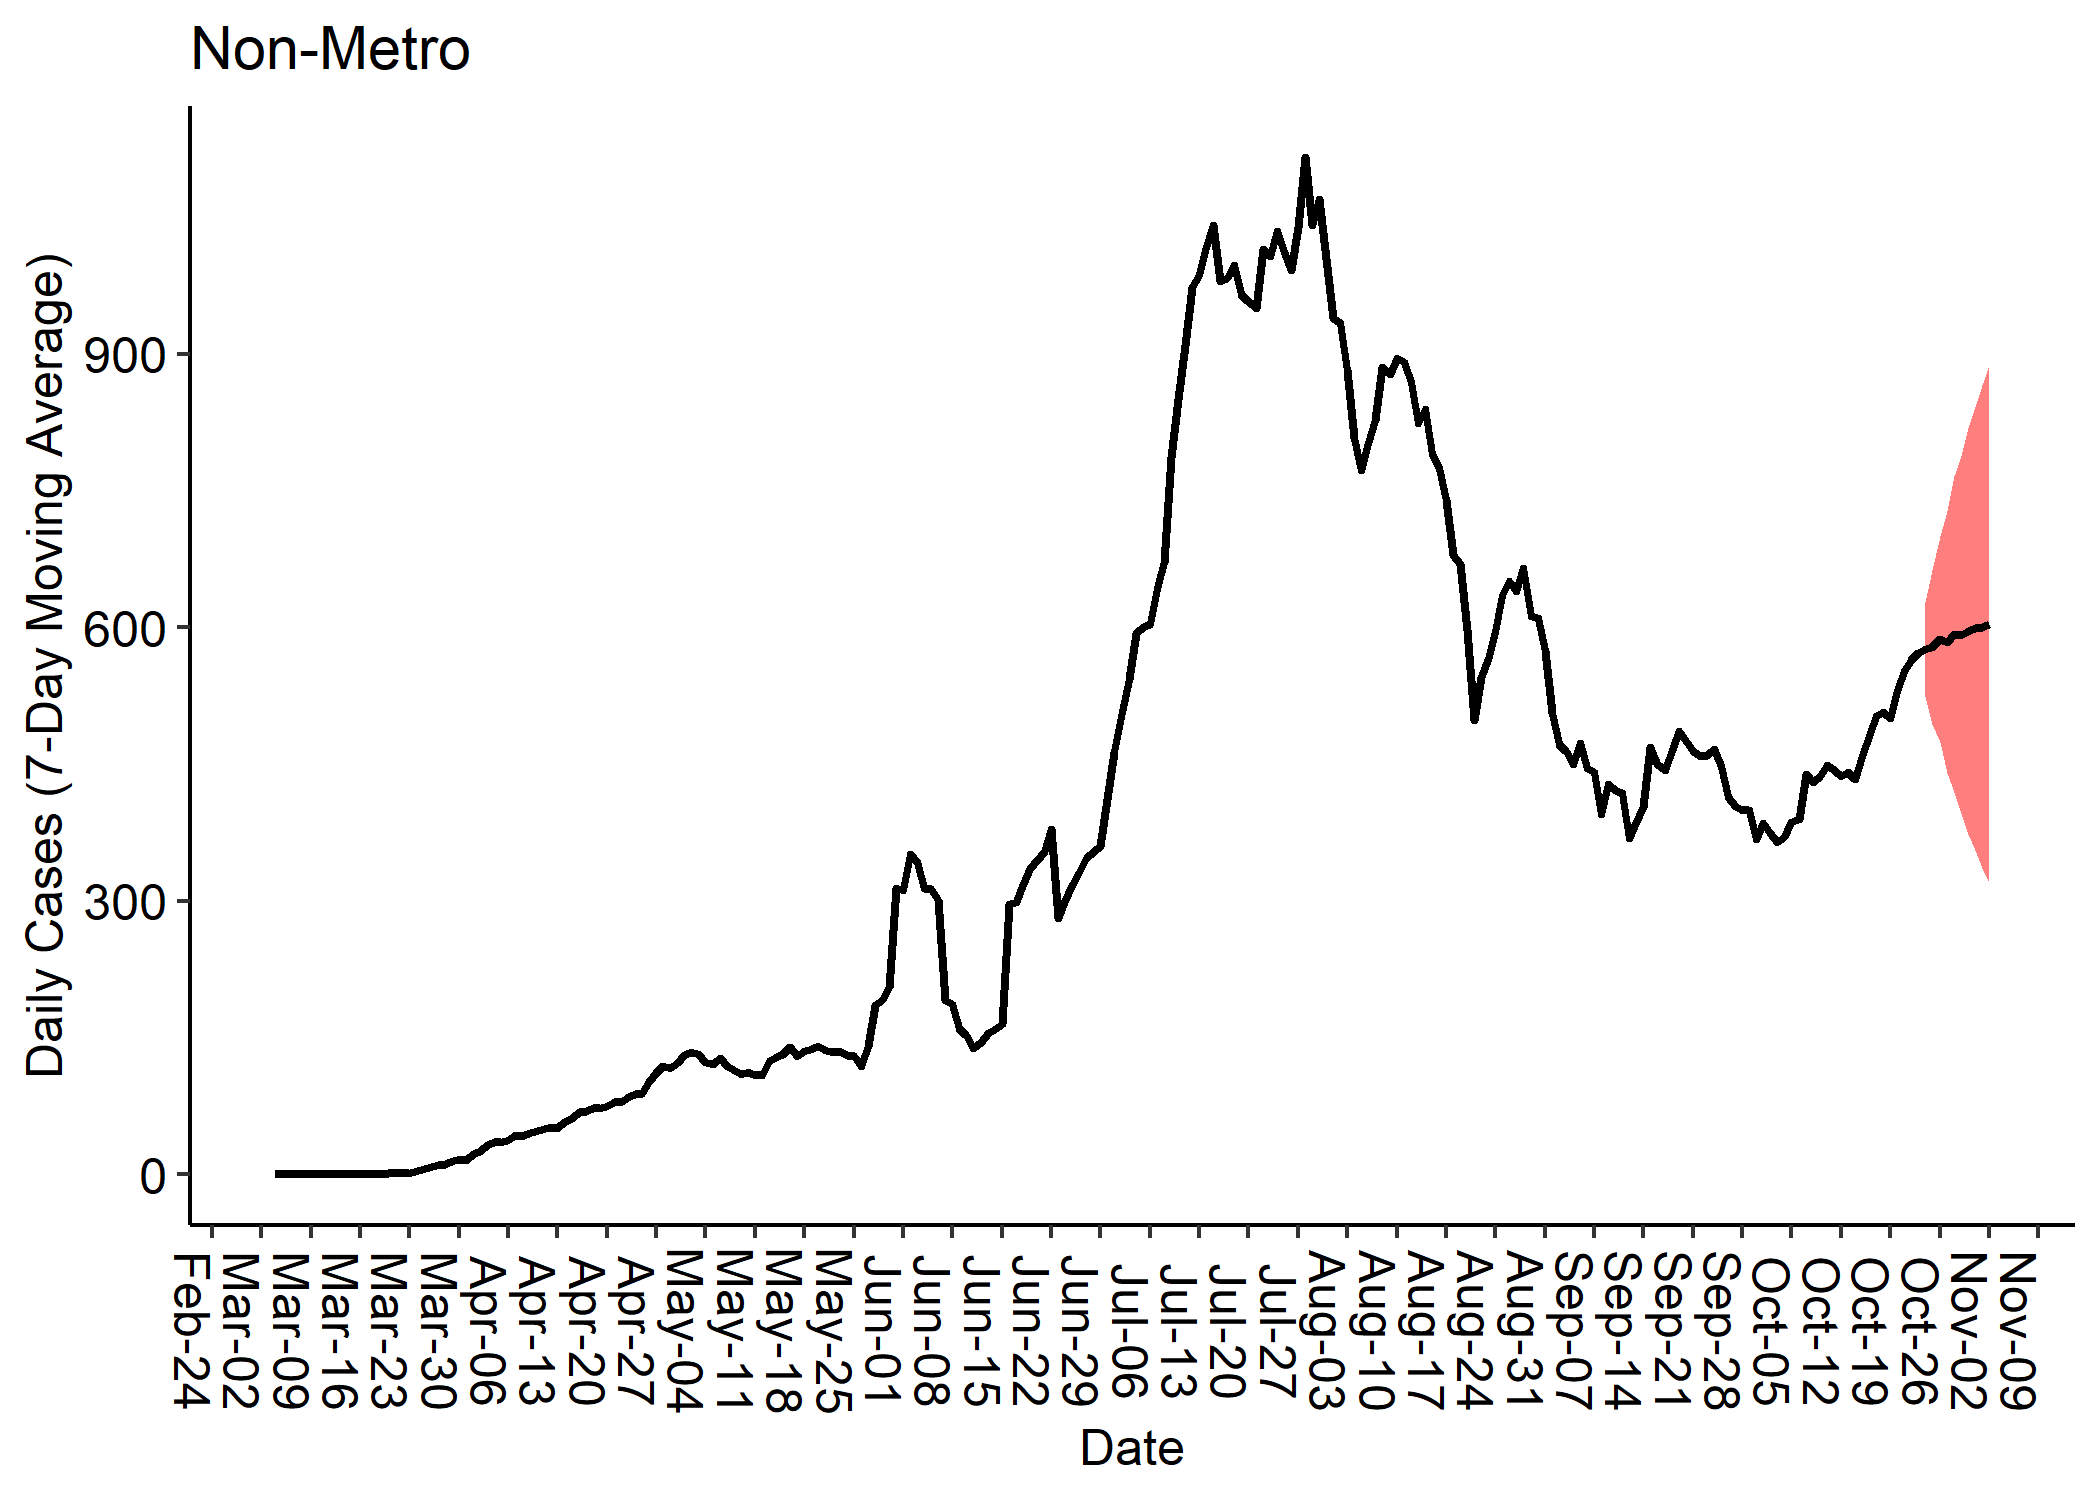 Non-Metro
Daily Cases (7-Day Moving Average)
900
600
300
0
Feb-24
Mar-02
Mar-09
Mar-16
Mar-23
Mar-30
Apr-06
Apr-13
Apr-20
Apr-27
May-04
May-11
May-18
May-25
Jun-01
Jun-08
Jun-15
Jun-22
Jun-29
Jul-06
Jul-13
Jul-20
Jul-27
Aug-03
Aug-10
Aug-17
Aug-24
Aug-31
Sep-07
Sep-14
Sep-21
Sep-28
Oct-05
Oct-12
Oct-19
Oct-26
Nov-02
Nov-09
Date